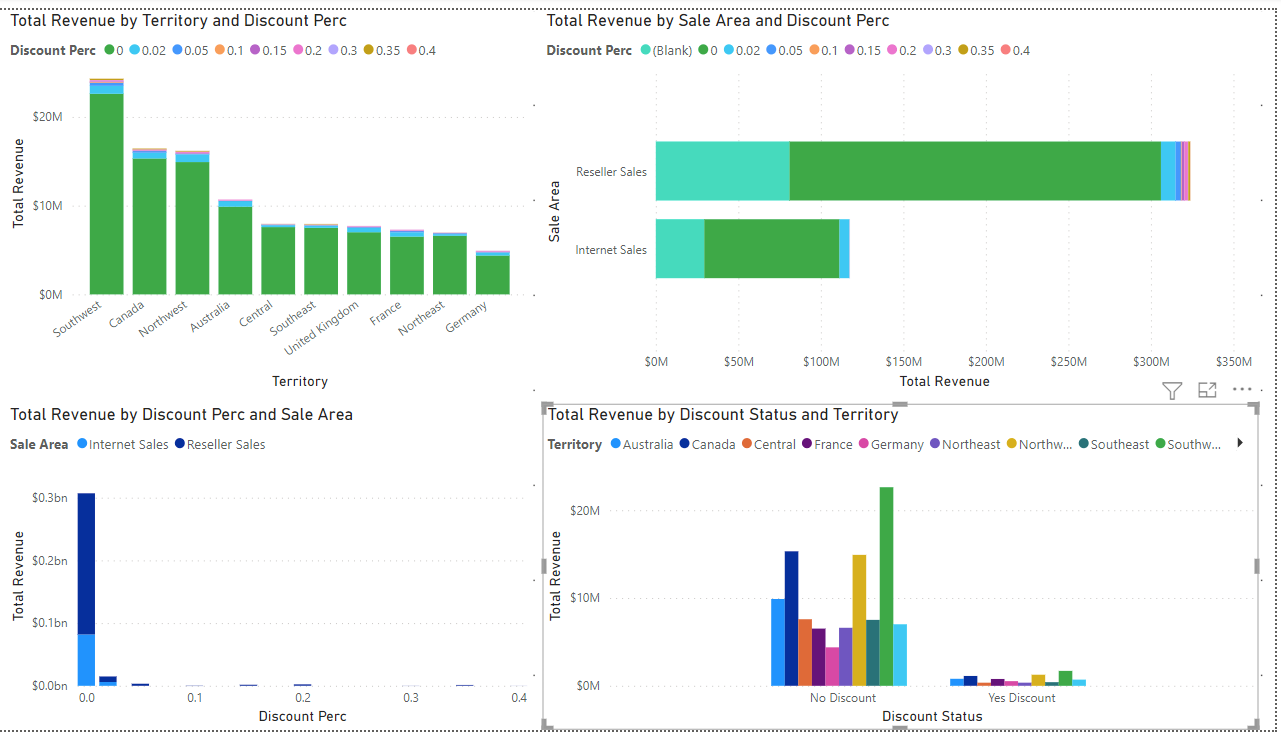 Total Revenue by Territory and Discount Perc
Discount Perc 0 0.02 0.05 0.1 0.15 0.2 0.3 0.35 0.4
$20M
$10M
$0M
Total Revenue
Southwest
Canada
Northwest
Australia
Central
Southeast
United Kingdom
France
Northeast
Germany
Territory
Total Revenue by Sale Area and Discount Perc
Discount Perc (Blank) 0 0.02 0.05 0.1 0.15 0.2 0.3 0.35 0.4
Sale Area
Reseller Sales
Internet Sales
$0M $50M $100M $150M $200M $250M $300M $350M
Total Revenue
Total Revenue by Discount Perc and Sale Area
Sale Area Internet Sales Reseller Sales
$0.3bn
$0.2bn
$0.1bn
$0.0bn
Total Revenue
0.0 0.1 0.2 0.3 0.4
Discount Perc
Total Revenue by Discount Status and Territory
Territory Australia Canada Central France Germany Northeast Northw... Southeast Southw...
$20M
$10M
$0M
Total Revenue
No Discount Yes Discount
Discount Status